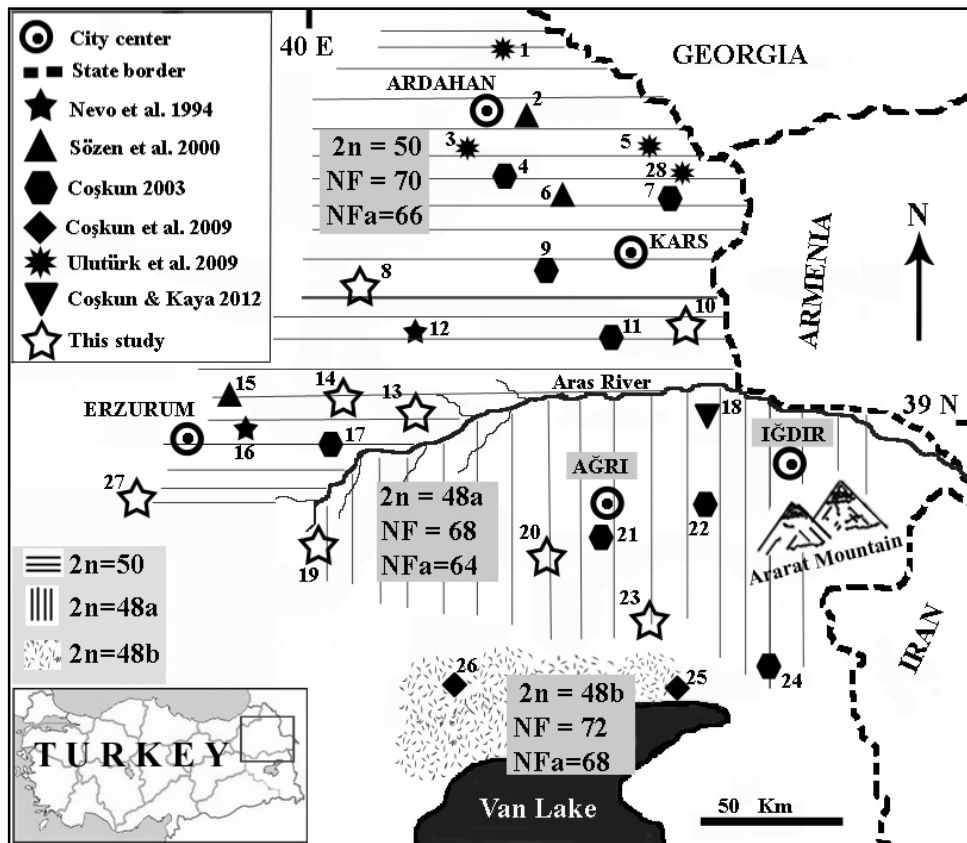 City center
State border
Nevo et al. 1994
Sözen et al. 2000
Coşkun 2003
Coşkun et al. 2009
Ulutürk et al. 2009
Coşkun & Kaya 2012
This study
40 E
1
GEORGIA
ARDAHAN
2
3
5
2n = 50
NF = 70
NFa=66
4
28
6
7
N
KARS
9
8
ARMENIA
10
12
11
15
14
13
Aras River
ERZURUM
18
39 N
16
17
IĞDIR
AĞRI
27
2n = 48a
NF = 68
NFa=64
22
20
21
19
Ararat Mountain
23
2n=50
2n=48a
2n=48b
IRAN
26
25
24
2n = 48b
NF = 72
NFa=68
TURKEY
Van Lake
50 Km